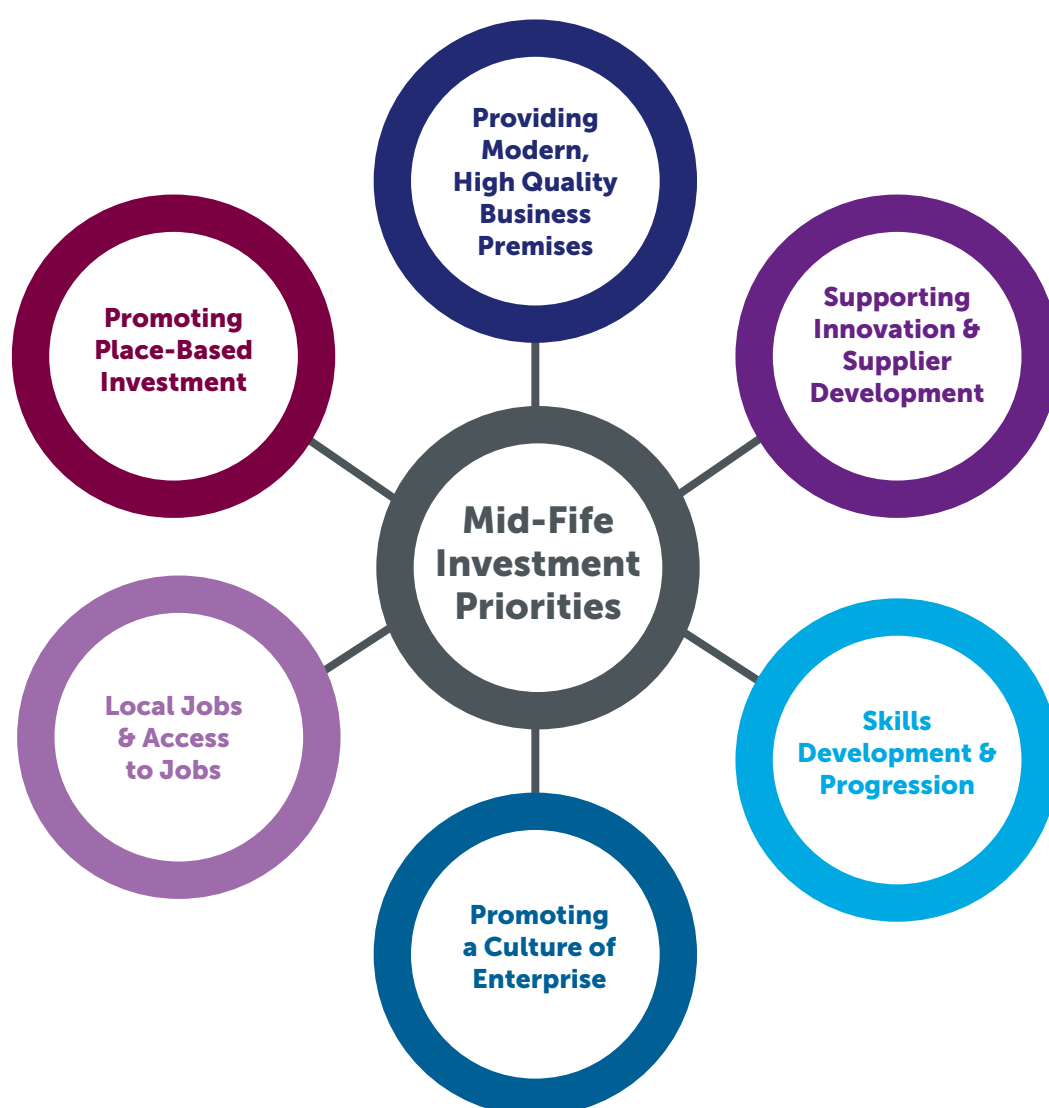 Providing
Modern,
High Quality
Business
Premises
Promoting
Place-Based
Investment
Supporting
Innovation &
Supplier
Development
Mid-Fife
Investment
Priorities
Local Jobs
& Access
to Jobs
Skills
Development &
Progression
Promoting
a Culture of
Enterprise